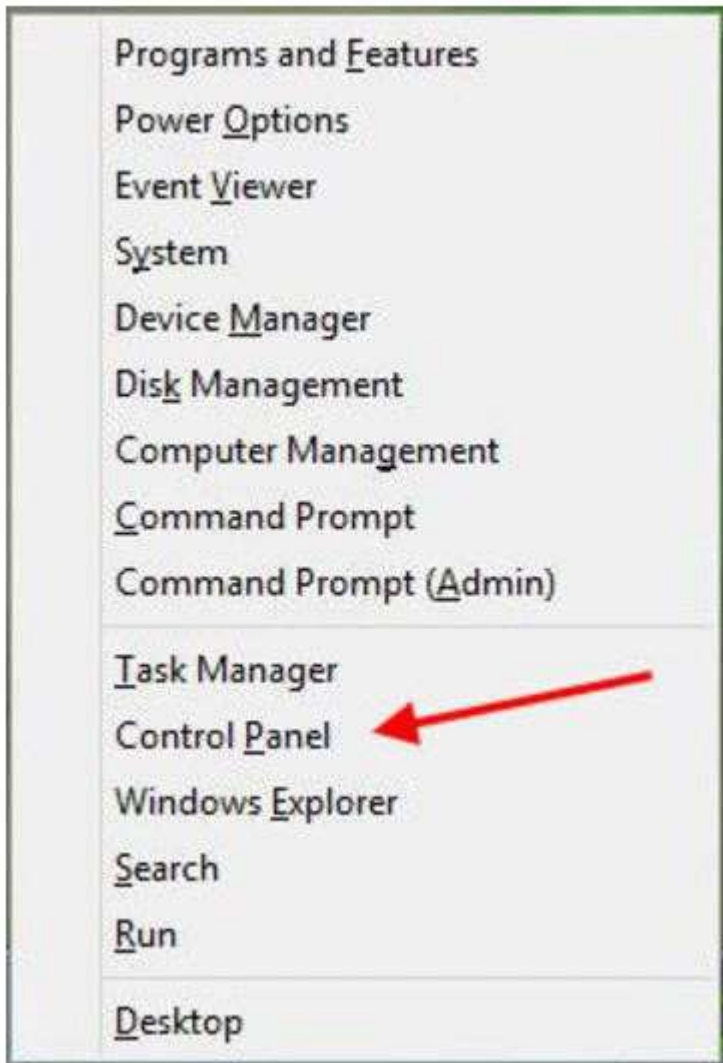 Programs and Features
Power Options
Event Viewer
System
Device Manager
Disk Management
Computer Management
Command Prompt
Command Prompt (Admin)
Task Manager
Control Panel
Windows Explorer
Search
Run
Desktop